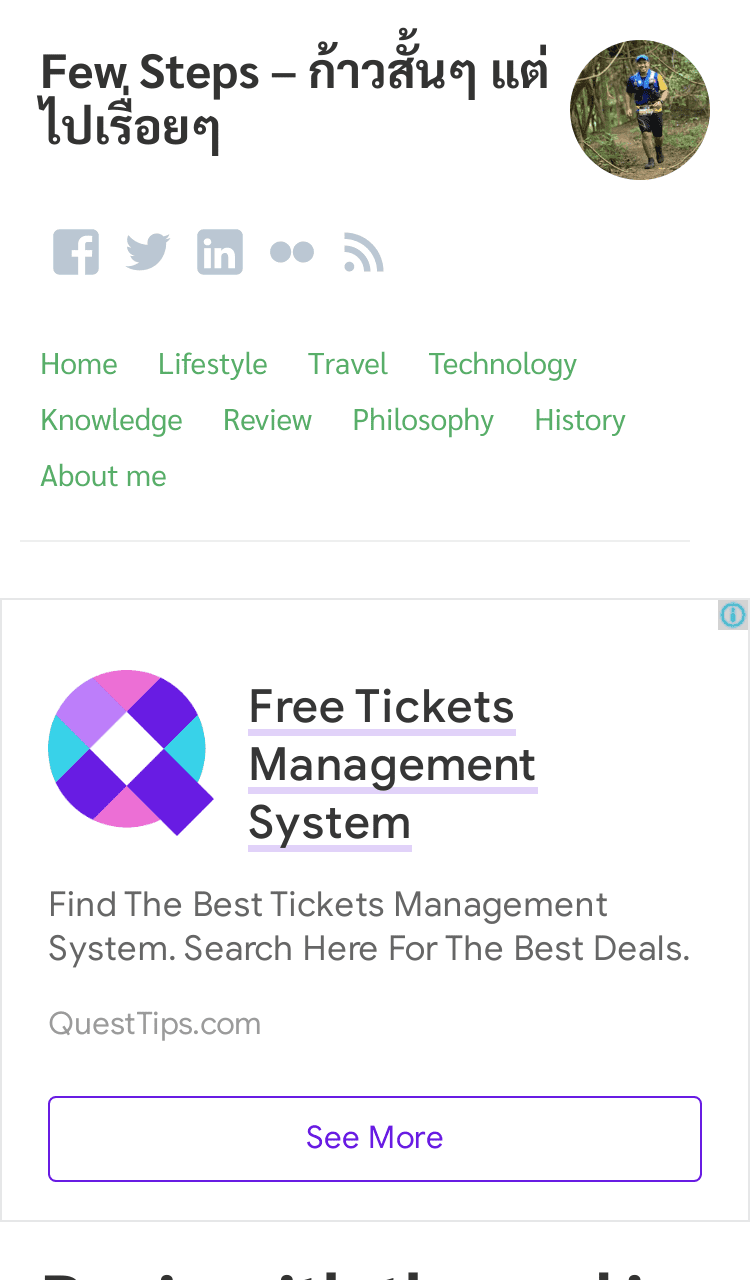 Few Steps – ก้าวสั้นๆ แต่
ไปเรื่อยๆ
Home Lifestyle Travel Technology
Knowledge Review Philosophy History
About me
Free Tickets
Management
System
Find The Best Tickets Management
System. Search Here For The Best Deals.
QuestTips.com
See More